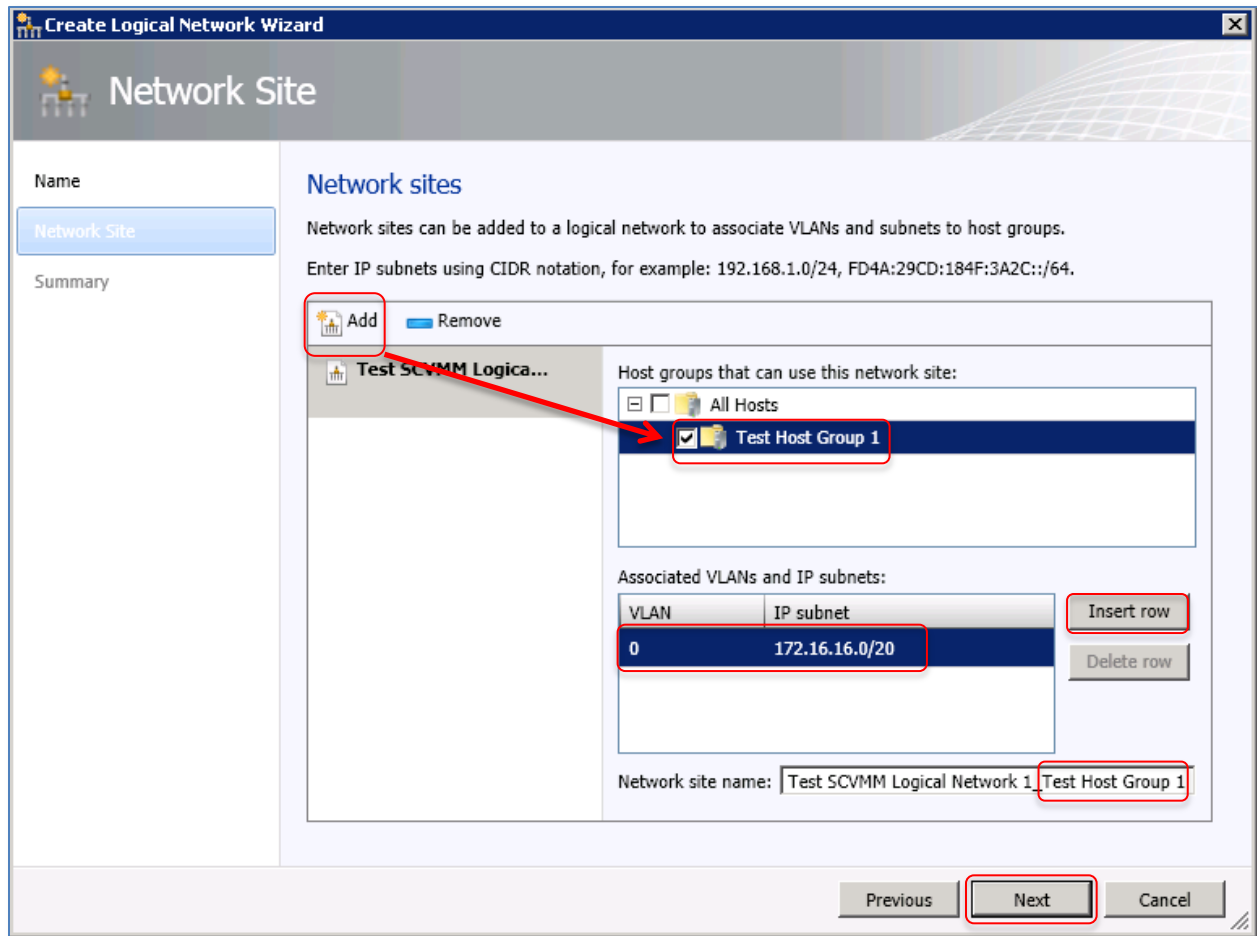 Create Logical Network Wizard
Network Site
Name
Network Site
Summary
Network sites
Network sites can be added to a logical network to associate VLANs and subnets to host groups.
Enter IP subnets using CIDR notation, for example: 192.168.1.0/24, FD4A:29CD:184F:3A2C::/64.
Add Remove
Test SCVMM Logica...
Host groups that can use this network site:
All Hosts
Test Host Group 1
Associated VLANs and IP subnets:
VLAN IP subnet
0 172.16.16.0/20
Insert row
Delete row
Network site name: Test SCVMM Logical Network 1_Test Host Group 1
Previous Next Cancel